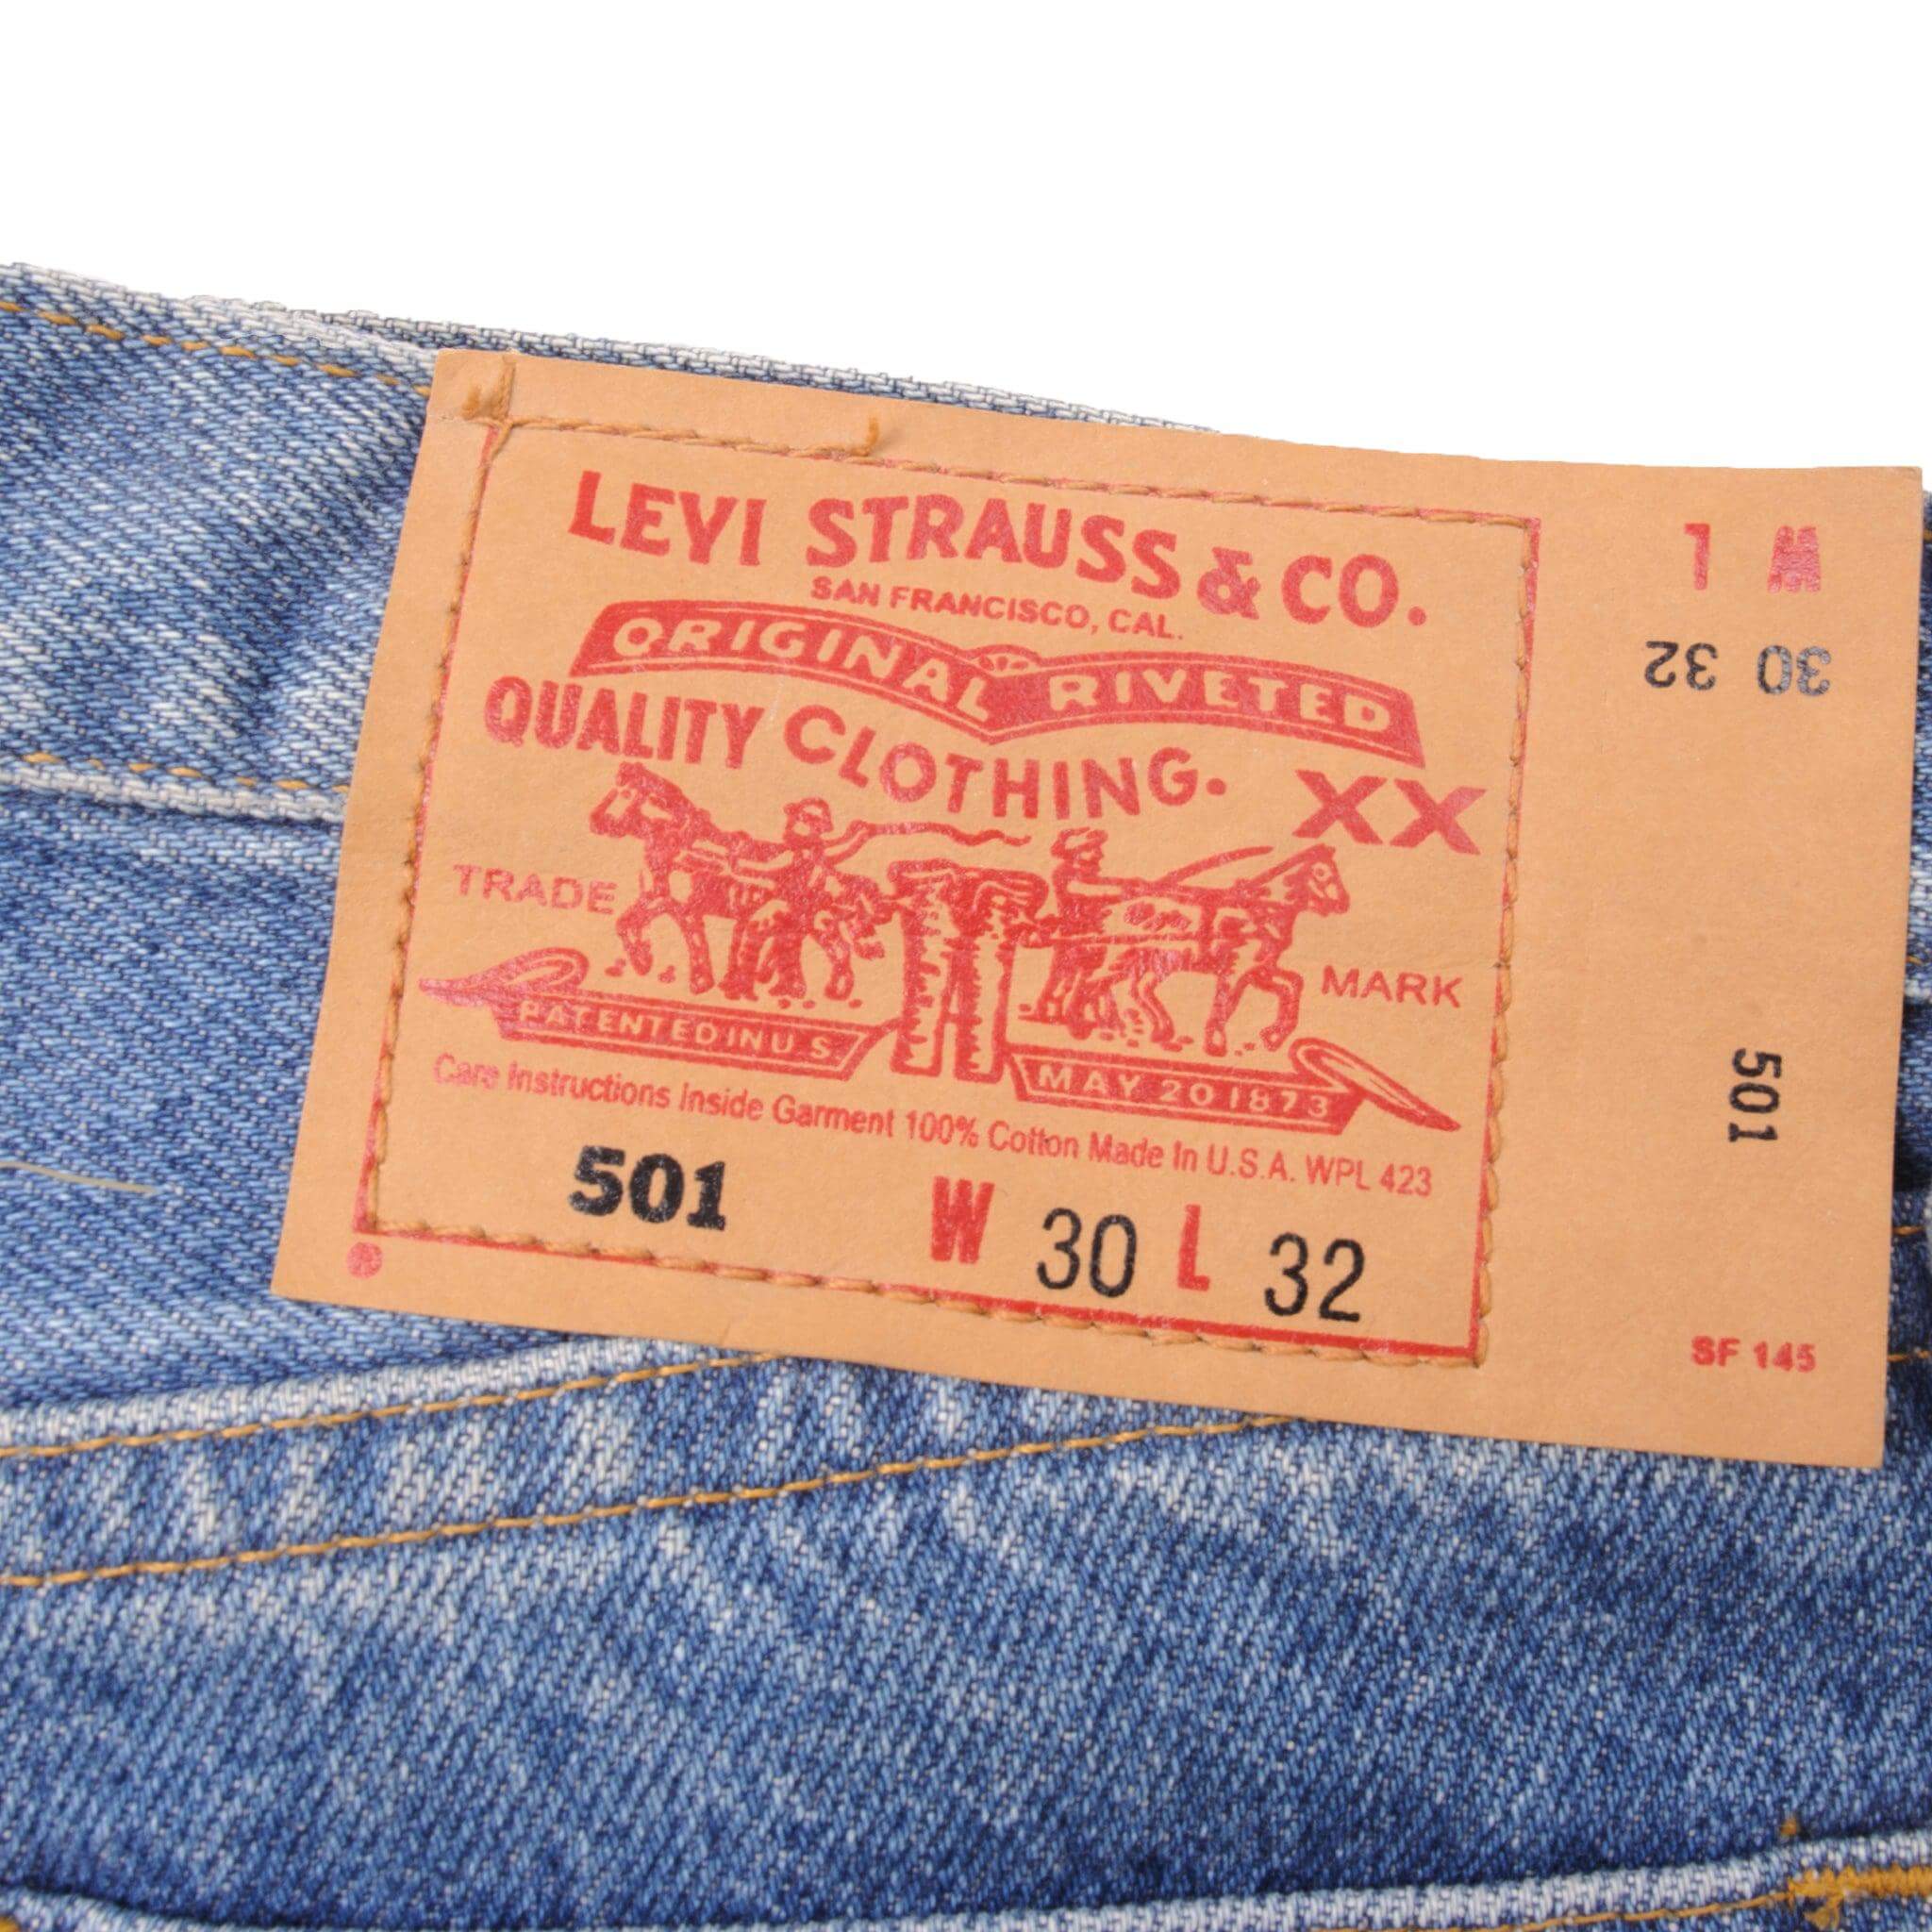 LEVI STRAUSS & CO.
SAN FRANCISCO, CAL.
ORIGINAL RIVETED
QUALITY CLOTHING. XX
TRADE MARK
PATENTED IN U S
MAY 20 1873
Care Instructions Inside Garment 100% Cotton Made In U.S.A. WPL 423
501 W 30 L 32
W L
30 32
501
SF 145